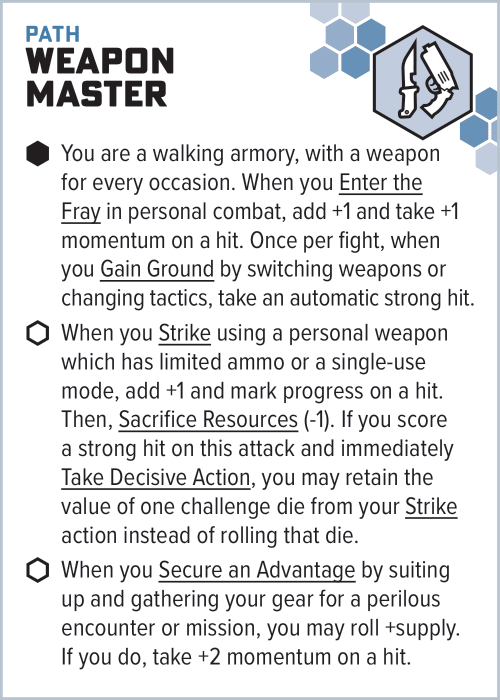 PATH
WEAPON
MASTER
You are a walking armory, with a weapon
for every occasion. When you Enter the
Fray in personal combat, add +1 and take +1
momentum on a hit. Once per fight, when
you Gain Ground by switching weapons or
changing tactics, take an automatic strong hit.
When you Strike using a personal weapon
which has limited ammo or a single-use
mode, add +1 and mark progress on a hit.
Then, Sacrifice Resources (-1). If you score
a strong hit on this attack and immediately
Take Decisive Action, you may retain the
value of one challenge die from your Strike
action instead of rolling that die.
When you Secure an Advantage by suiting
up and gathering your gear for a perilous
encounter or mission, you may roll +supply.
If you do, take +2 momentum on a hit.